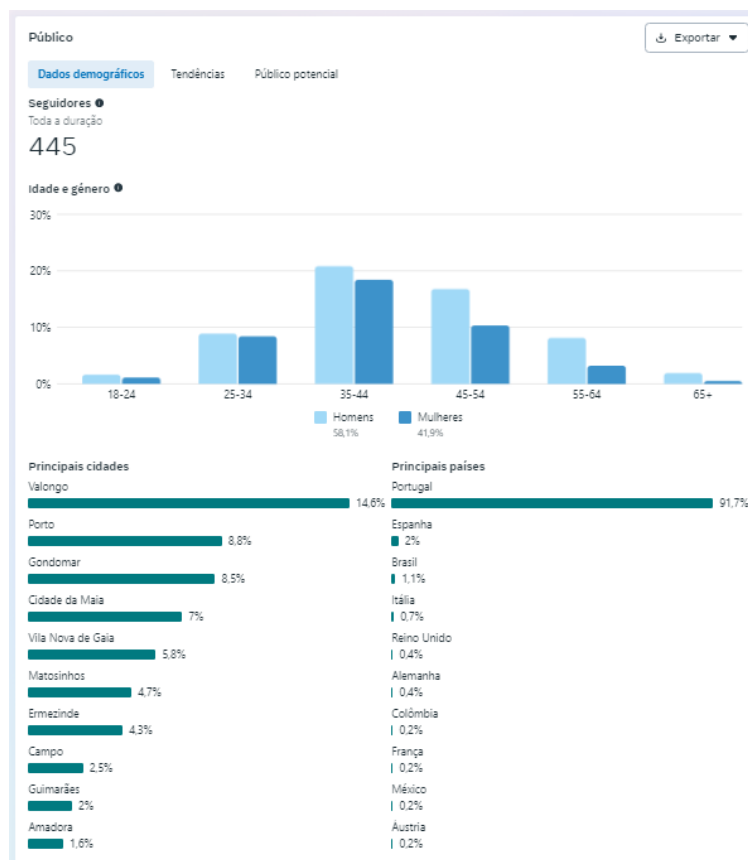 Público
Exportar
Dados demográficos Tendências Público potencial
Seguidores
Toda a duração
445
Idade e género
30%
20%
10%
0%
18-24 25-34 35-44 45-54 55-64 65+
Homens Mulheres
58,1% 41,9%
Principais cidades
Valongo
14,6%
Porto
8,8%
Gondomar
8,5%
Cidade da Maia
7%
Vila Nova de Gaia
5,8%
Matosinhos
4,7%
Ermezinde
4,3%
Campo
2,5%
Guimarães
2%
Amadora
1,6%
Principais países
Portugal
91,7%
Espanha
2%
Brasil
1,1%
Itália
0,7%
Reino Unido
0,4%
Alemanha
0,4%
Colômbia
0,2%
França
0,2%
México
0,2%
Áustria
0,2%